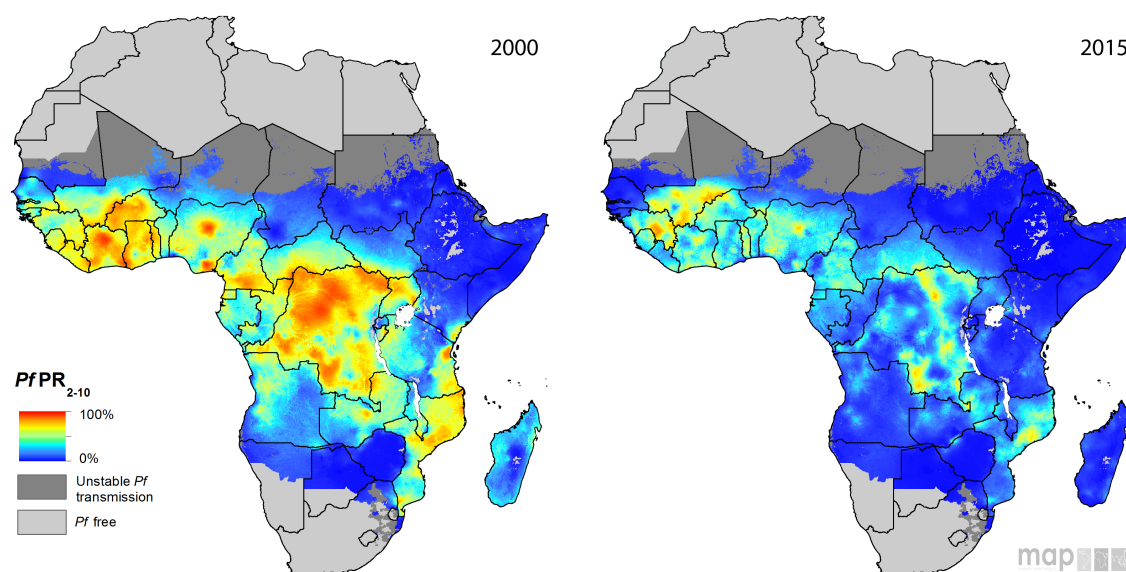 2000
2015
Pf PR2-10
100%
0%
Unstable Pf
transmission
Pf free
map